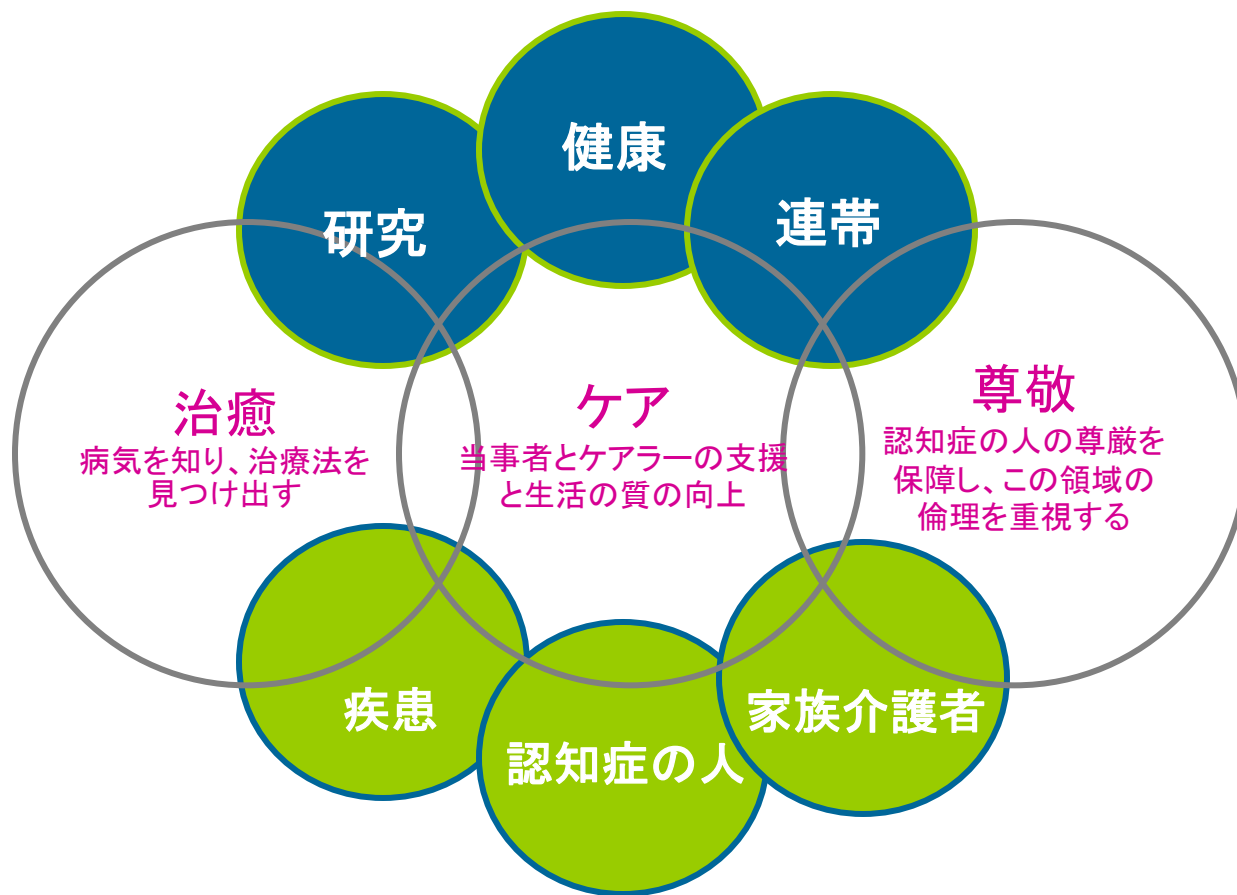 健康
研究
連帯
治癒
病気を知り、治療法を
見つけ出す
ケア
当事者とケアラーの支援
と生活の質の向上
尊敬
認知症の人の尊厳を
保障し、この領域の
倫理を重視する
疾患
認知症の人
家族介護者